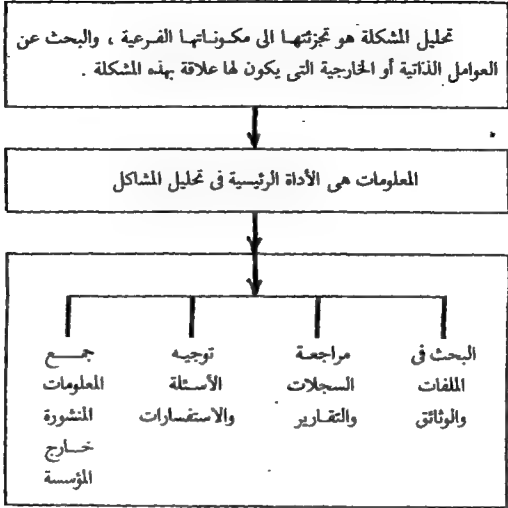 تحليل المشكلة هو تجزئتها الى مكوناتها الفرعية ، والبحث عن
العوامل الذاتية أو الخارجية التى يكون لها علاقة بهذه المشكلة .
المعلومات هى الأداة الرئيسية فى تحليل المشاكل
البحث فى
الملفات
والوثائق
مراجعة
السجلات
والتقارير
توجيه
الأسئلة
والاستفسارات
جمع
المعلومات
المنشورة
خارج
المؤسسة